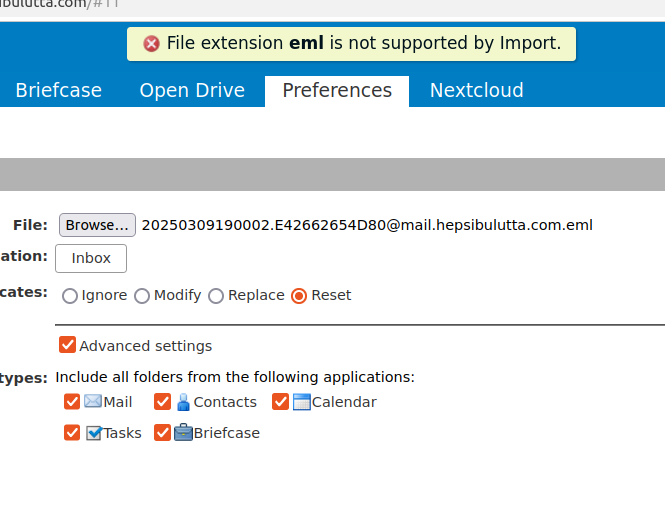 ibulutta.com/#11
File extension eml is not supported by Import.
Briefcase Open Drive Preferences Nextcloud
File: Browse... 20250309190002.E42662654D80@mail.hepsibulutta.com.eml
ation: Inbox
cates: Ignore Modify Replace Reset
Advanced settings
types: Include all folders from the following applications:
Mail Contacts Calendar
Tasks Briefcase